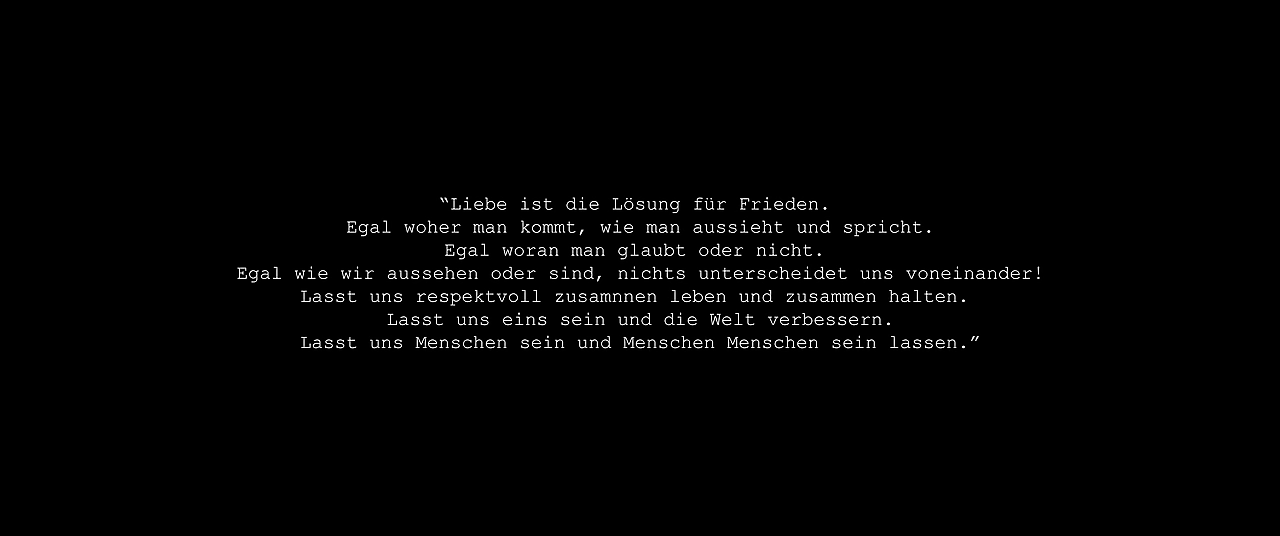 “Liebe ist die Lösung für Frieden.
Egal woher man kommt, wie man aussieht und spricht.
Egal woran man glaubt oder nicht.
Egal wie wir aussehen oder sind, nichts unterscheidet uns voneinander!
Lasst uns respektvoll zusamnnen leben und zusammen halten.
Lasst uns eins sein und die Welt verbessern.
Lasst uns Menschen sein und Menschen Menschen sein lassen.”